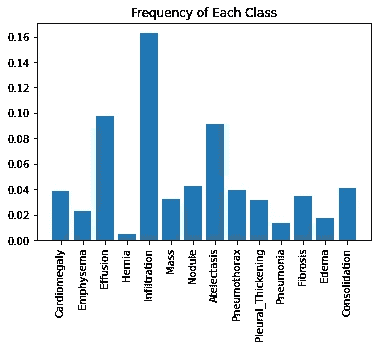 Frequency of Each Class
0.16
0.14
0.12
0.10
0.08
0.06
0.04
0.02
0.00
Cardiomegaly
Emphysema
Effusion
Hernia
Infiltration
Mass
Nodule
Atelectasis
Pneumothorax
Pleural_Thickening
Pneumonia
Fibrosis
Edema
Consolidation